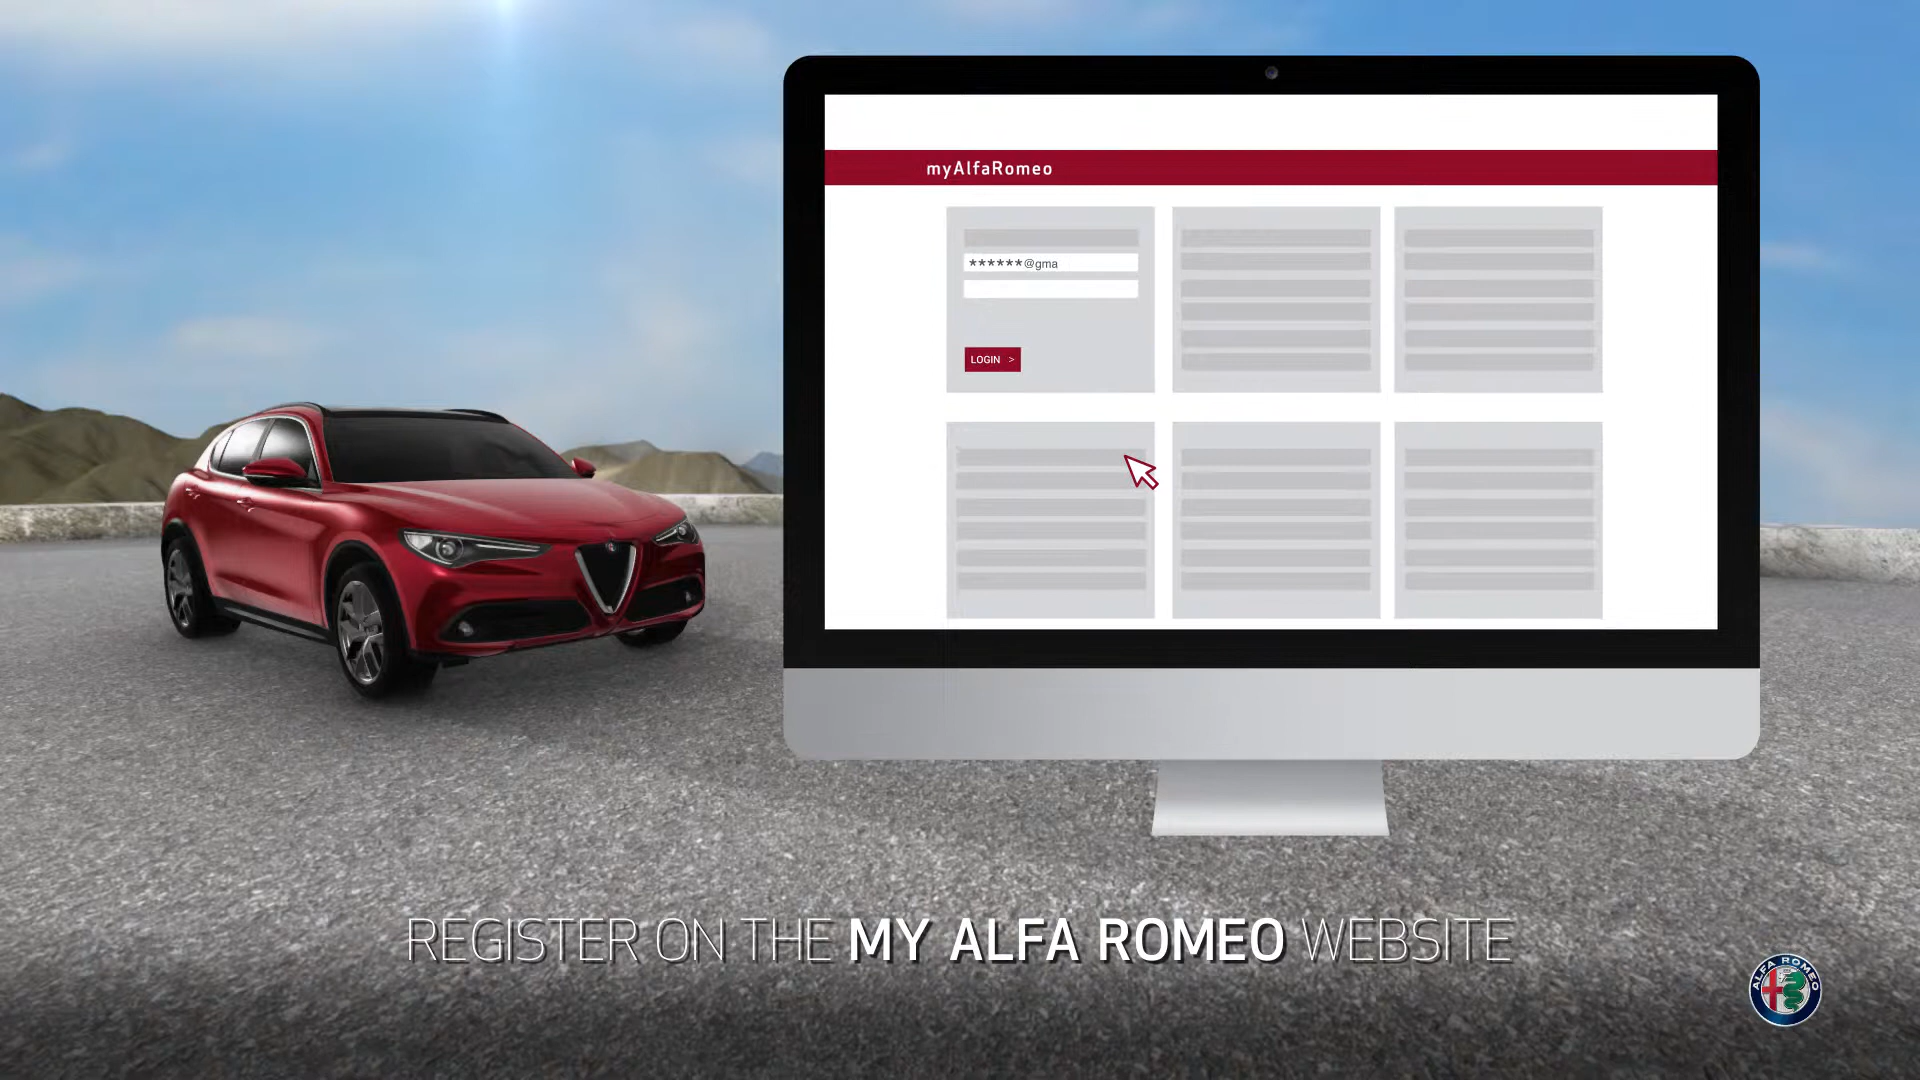 myAlfaRomeo
******@gma
LOGIN >
REGISTER ON THE MY ALFA ROMEO WEBSITE
ALFA ROMEO